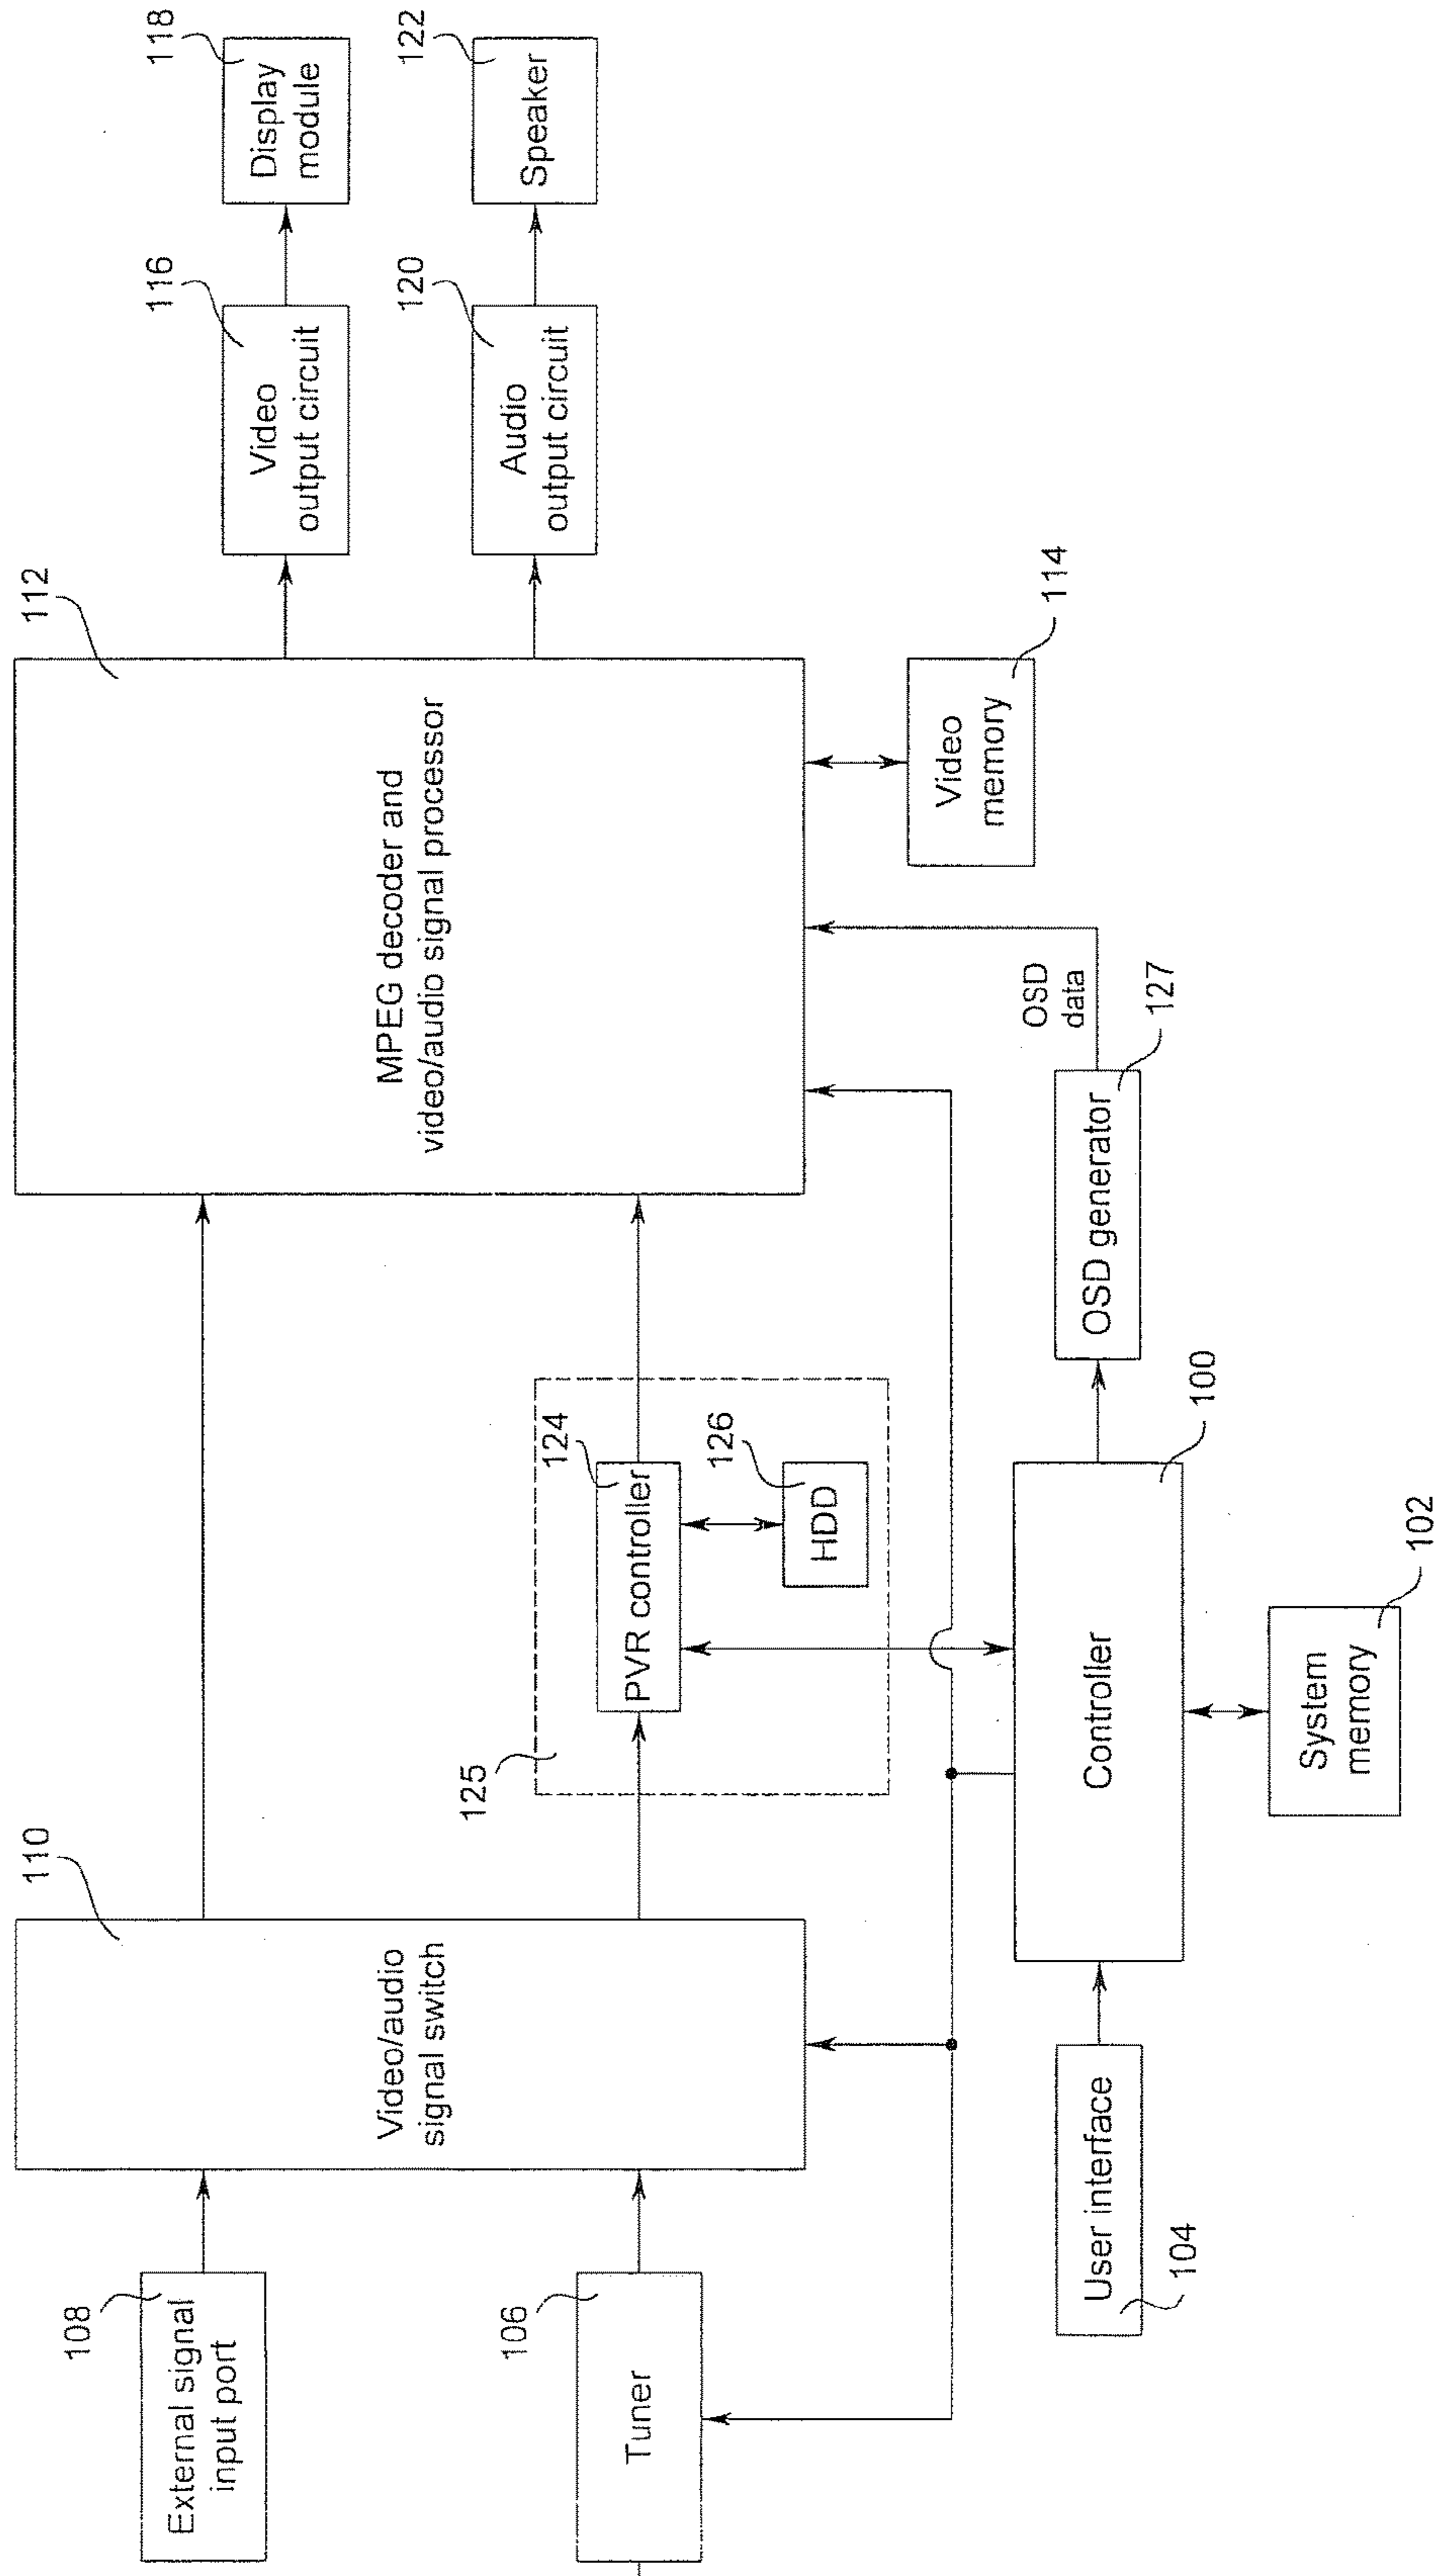 108
External signal
input port
110
Video/audio
signal switch
112
MPEG decoder and
video/audio signal processor
116
Video
output circuit
118
Display
module
120
Audio
output circuit
122
Speaker
106
Tuner
125
124
PVR controller
126
HDD
114
Video
memory
104
User interface
100
Controller
127
OSD generator
OSD
data
102
System
memory